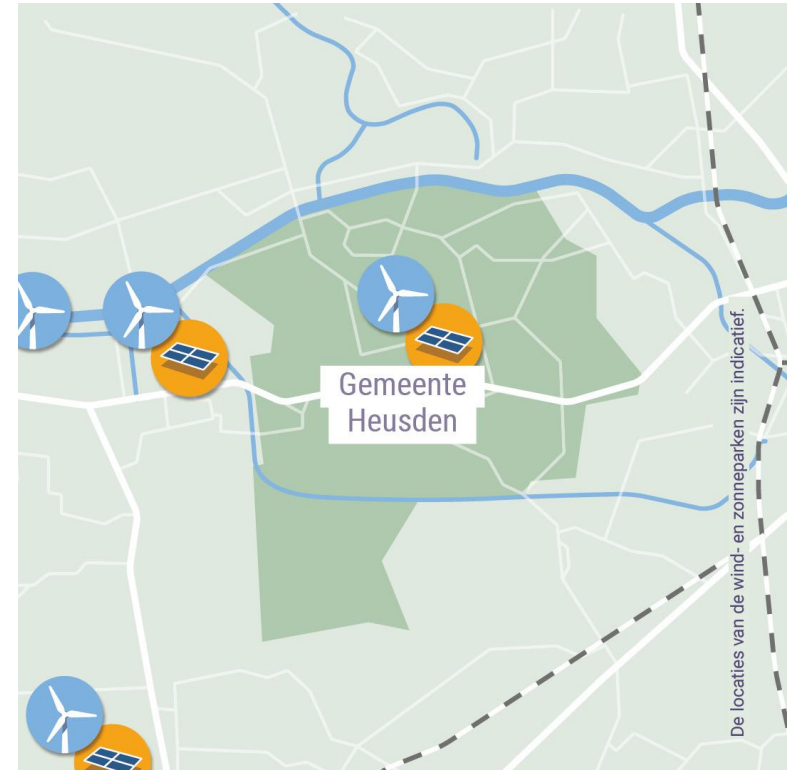 Gemeente
Heusden
De locaties van de wind- en zonneparken zijn indicatief.